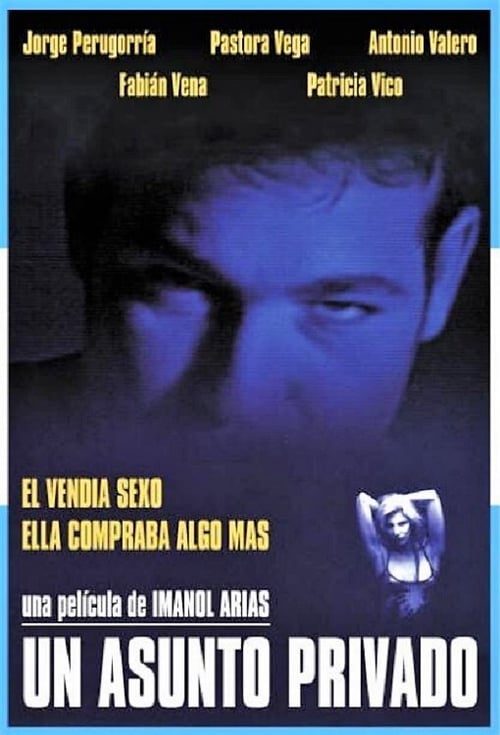 Jorge Perugorría Pastora Vega Antonio Valero
Fabián Vena Patricia Vico
EL VENDIA SEXO
ELLA COMPRABA ALGO MAS
una película de IMANOL ARIAS
UN ASUNTO PRIVADO